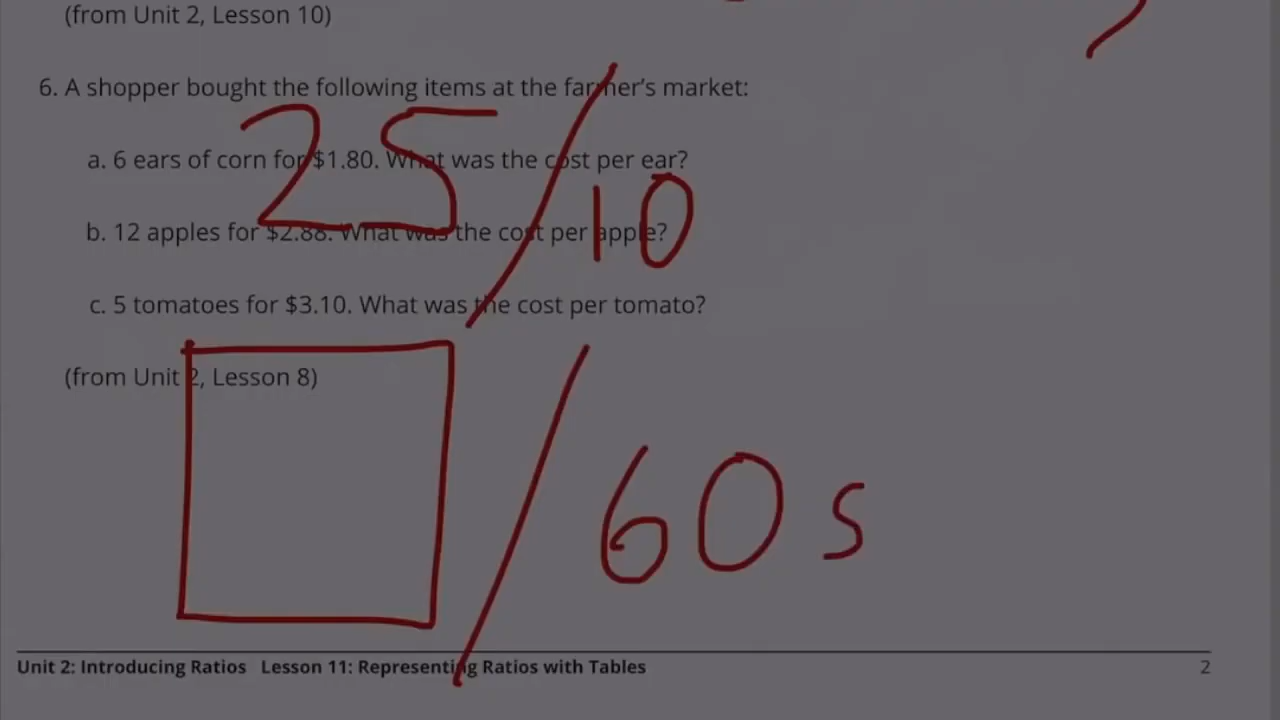 (from Unit 2, Lesson 10)
6. A shopper bought the following items at the farmer's market:
a. 6 ears of corn for $1.80. What was the cost per ear?
b. 12 apples for $2.88. What was the cost per apple?
c. 5 tomatoes for $3.10. What was the cost per tomato?
25/10
(from Unit 2, Lesson 8)
/60 s
Unit 2: Introducing Ratios Lesson 11: Representing Ratios with Tables 2